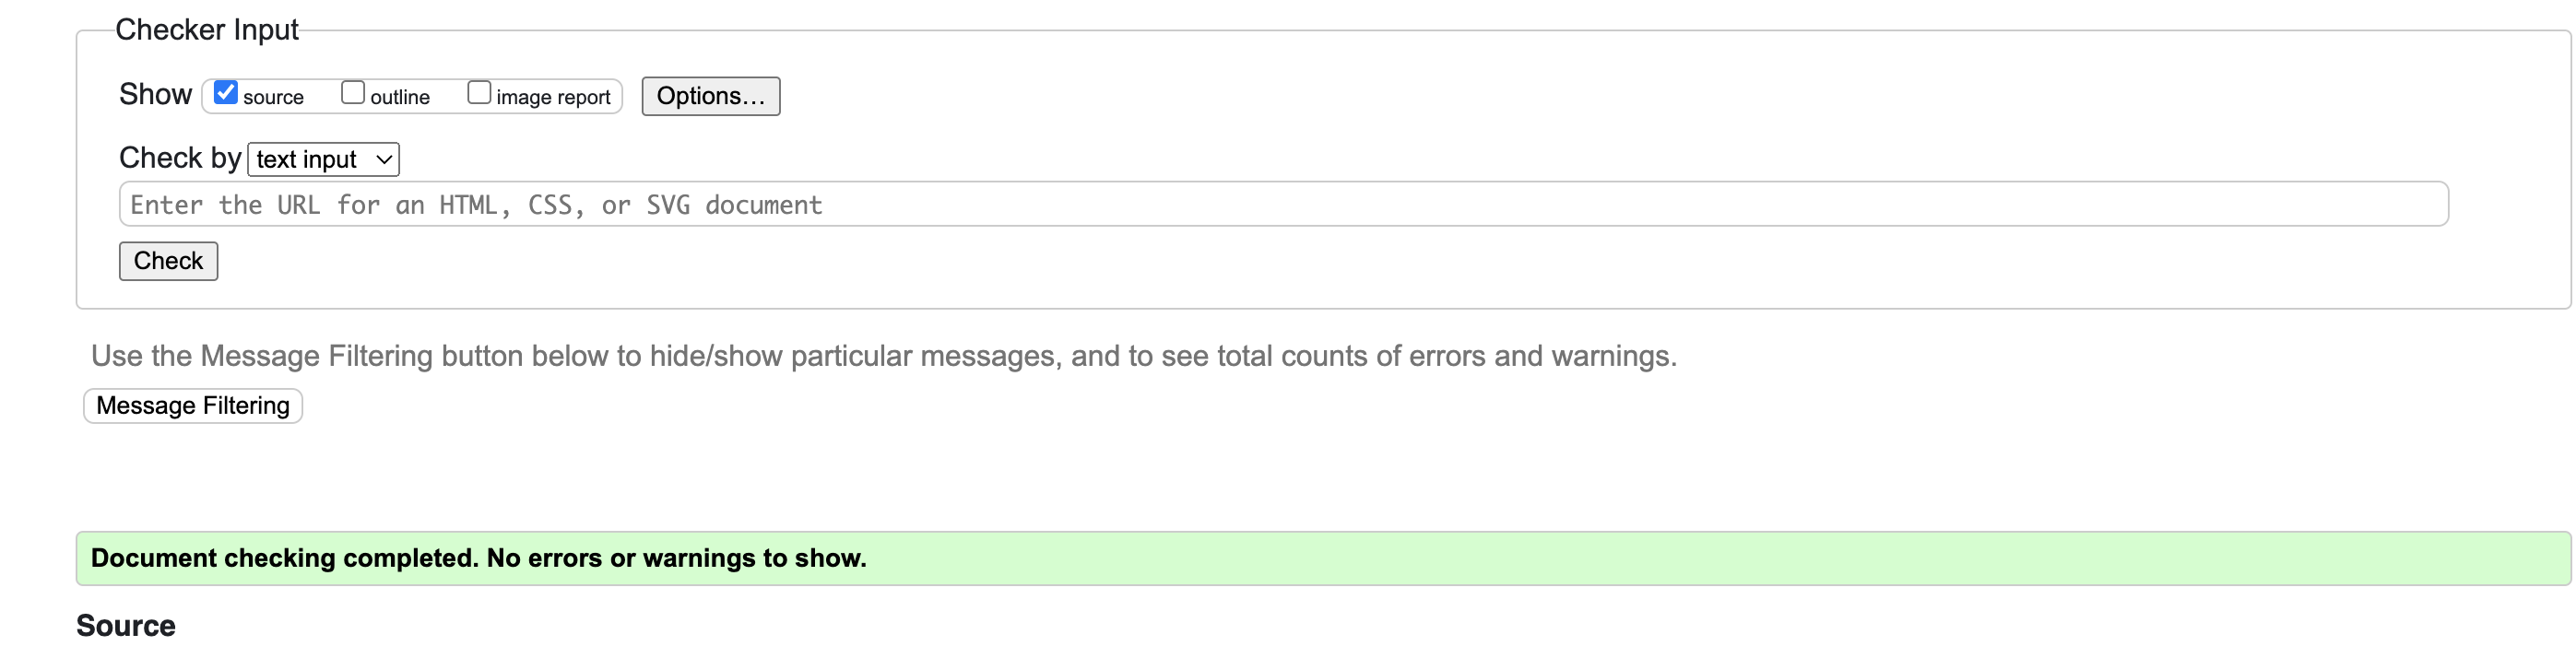 Checker Input
Show source outline image report Options...
Check by text input
Enter the URL for an HTML, CSS, or SVG document
Check
Use the Message Filtering button below to hide/show particular messages, and to see total counts of errors and warnings.
Message Filtering
Document checking completed. No errors or warnings to show.
Source